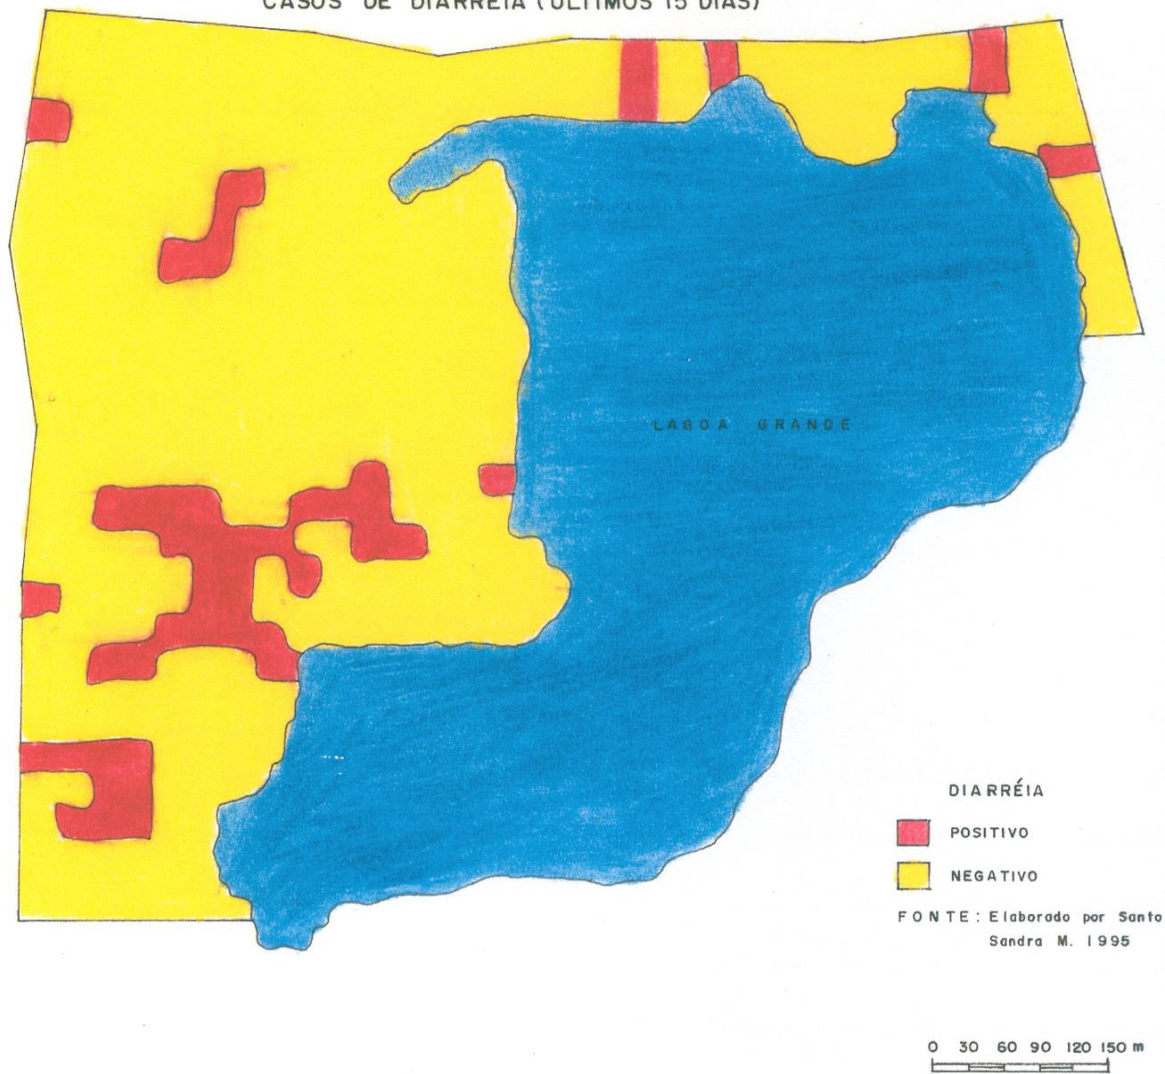 CASOS DE DIARRÉIA (ÚLTIMOS 15 DIAS)
LAGOA GRANDE
DIARRÉIA
POSITIVO
NEGATIVO
FONTE: Elaborado por Santo
Sandra M. 1995
0 30 60 90 120 150 m